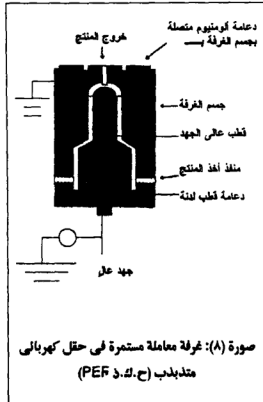 خروج المنتج
دعامة ألومنيوم متصلة
بجسم الغرفة
جسم الغرفة
قطب عالى الجهد
منفذ أخذ المنتج
دعامة قطب لدنة
جهد عال
صورة (٨): غرفة معاملة مستمرة فى حقل كهربائى
متذبذب (ح.ك.ذ PEF)